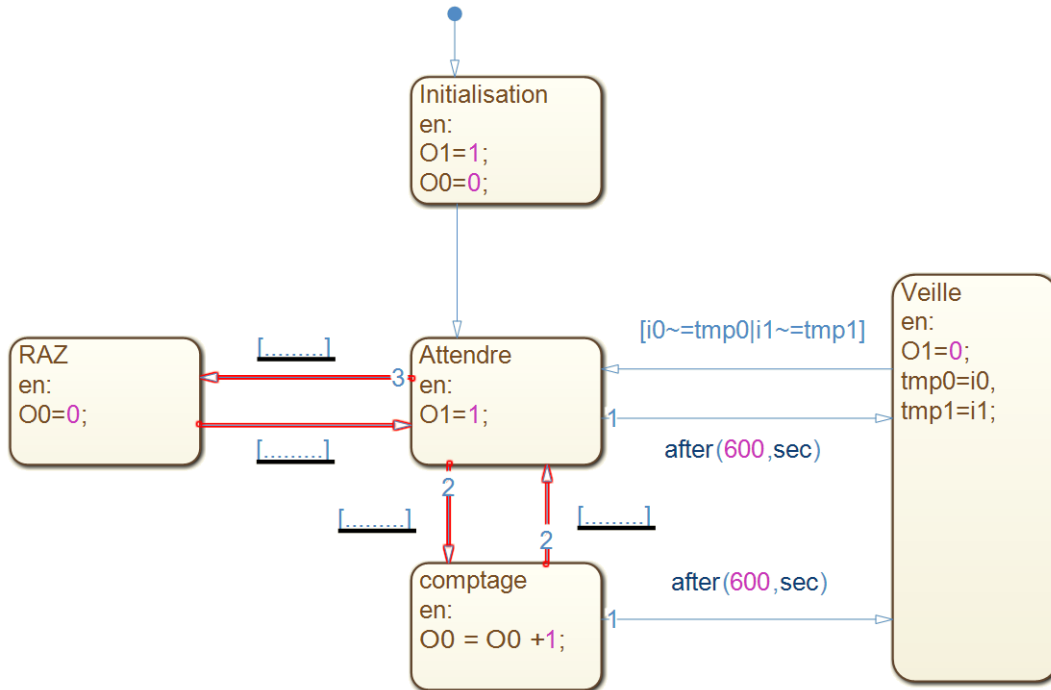 Initialisation
en:
O1=1;
O0=0;
RAZ
en:
O0=0;
[........]
3
[........]
Attendre
en:
O1=1;
[i0~=tmp0|i1~=tmp1]
1
after(600,sec)
Veille
en:
O1=0;
tmp0=i0,
tmp1=i1;
2
[.........]
[.........]
2
comptage
en:
O0 = O0 +1;
after(600,sec)
1